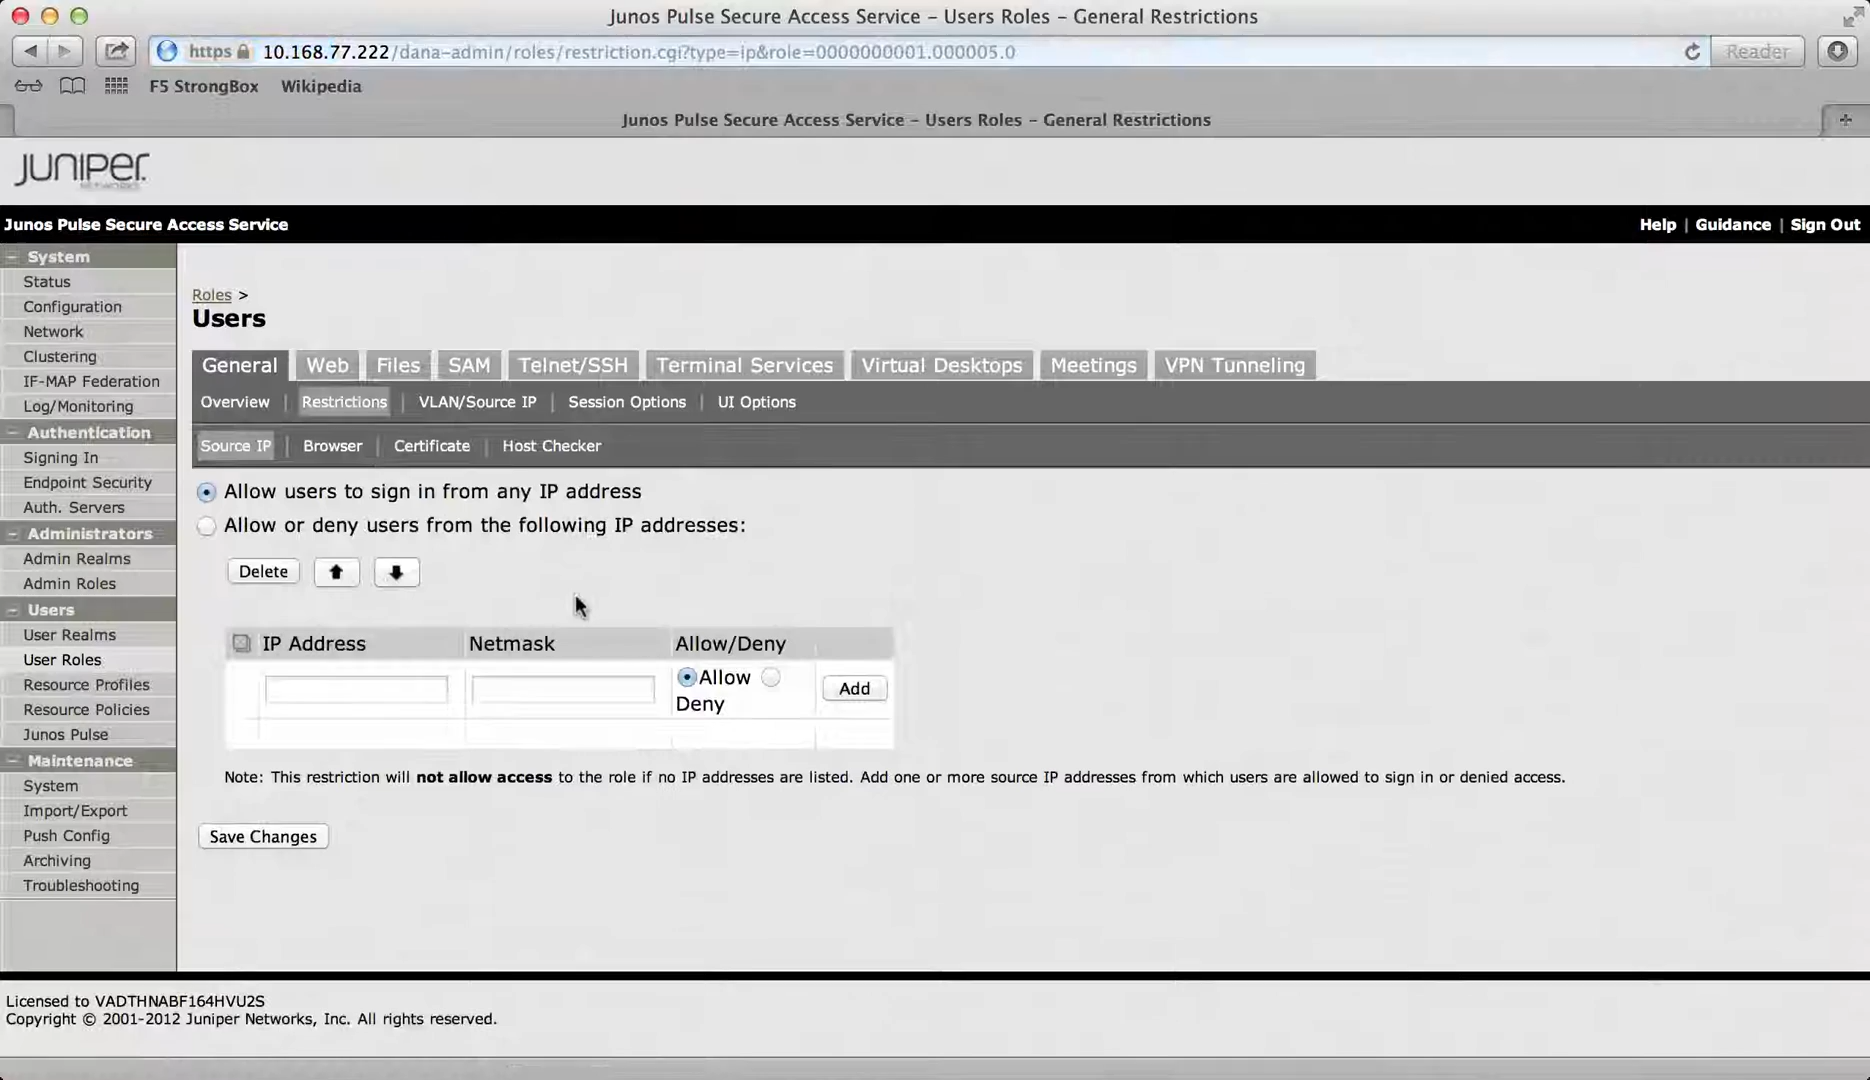 Junos Pulse Secure Access Service – Users Roles – General Restrictions
https 10.168.77.222/dana-admin/roles/restriction.cgi?type=ip&role=0000000001.000005.0
Reader
F5 StrongBox Wikipedia
Junos Pulse Secure Access Service – Users Roles – General Restrictions
JUNIPEr
NETWORKS
Junos Pulse Secure Access Service
Help | Guidance | Sign Out
System
Status
Configuration
Network
Clustering
IF-MAP Federation
Log/Monitoring
Authentication
Signing In
Endpoint Security
Auth. Servers
Administrators
Admin Realms
Admin Roles
Users
User Realms
User Roles
Resource Profiles
Resource Policies
Junos Pulse
Maintenance
System
Import/Export
Push Config
Archiving
Troubleshooting
Roles >
Users
General Web Files SAM Telnet/SSH Terminal Services Virtual Desktops Meetings VPN Tunneling
Overview | Restrictions | VLAN/Source IP | Session Options | UI Options
Source IP | Browser | Certificate | Host Checker
Allow users to sign in from any IP address
Allow or deny users from the following IP addresses:
Delete
IP Address Netmask Allow/Deny
Allow
Deny
Add
Note: This restriction will not allow access to the role if no IP addresses are listed. Add one or more source IP addresses from which users are allowed to sign in or denied access.
Save Changes
Licensed to VADTHNABF164HVU2S
Copyright © 2001-2012 Juniper Networks, Inc. All rights reserved.